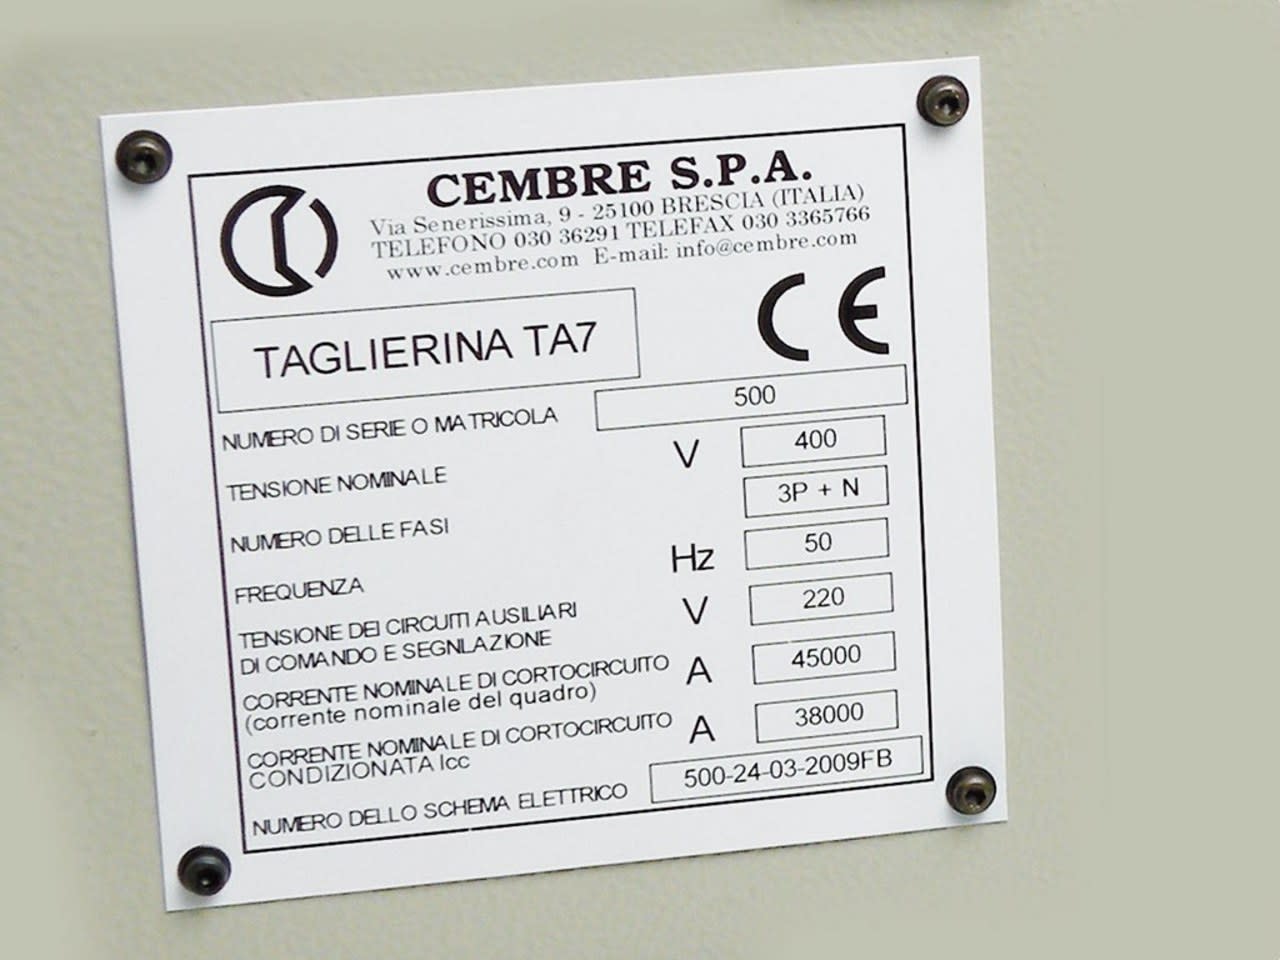 CEMBRE S.P.A.
Via Senerissima, 9 - 25100 BRESCIA (ITALIA)
TELEFONO 030 36291 TELEFAX 030 3365766
www.cembre.com E-mail: info@cembre.com
CE
TAGLIERINA TA7
NUMERO DI SERIE O MATRICOLA 500
TENSIONE NOMINALE V 400
NUMERO DELLE FASI 3P + N
FREQUENZA Hz 50
TENSIONE DEI CIRCUITI AUSILIARI V 220
DI COMANDO E SEGNLAZIONE
CORRENTE NOMINALE DI CORTOCIRCUITO A 45000
(corrente nominale del quadro)
CORRENTE NOMINALE DI CORTOCIRCUITO A 38000
CONDIZIONATA Icc
NUMERO DELLO SCHEMA ELETTRICO 500-24-03-2009FB